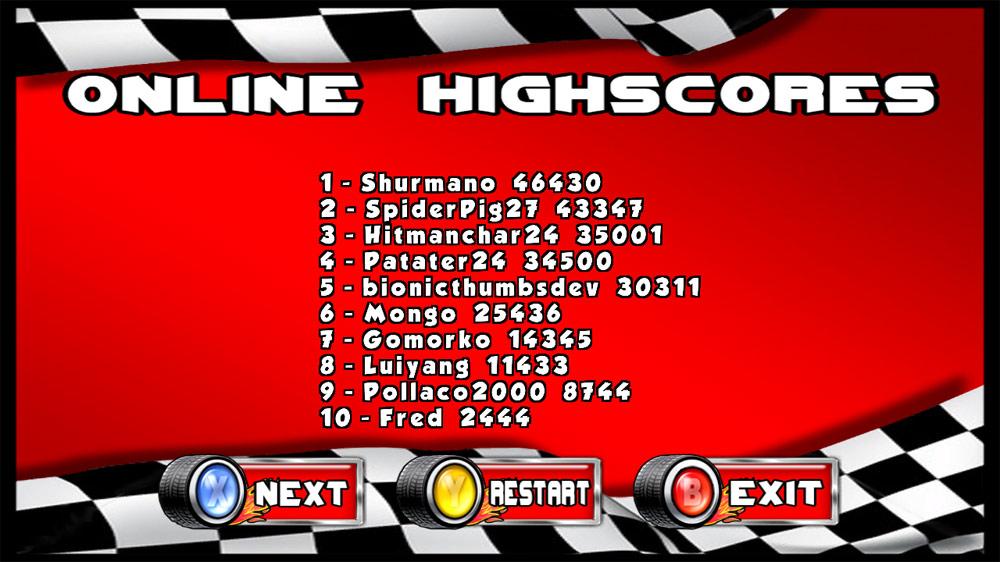 ONLINE HIGHSCORES
1 - Shurmano 46430
2 - SpiderPig27 43347
3 - Hitmanchar24 35001
4 - Patater24 34500
5 - bionicthumbsdev 30311
6 - Mongo 25436
7 - Gomorko 14345
8 - Luiyang 11433
9 - Pollaco2000 8744
10 - Fred 2444
X NEXT Y RESTART B EXIT